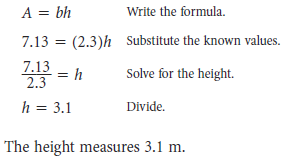 A = bh Write the formula.
7.13 = (2.3)h Substitute the known values.
7.13/2.3 = h Solve for the height.
h = 3.1 Divide.
The height measures 3.1 m.